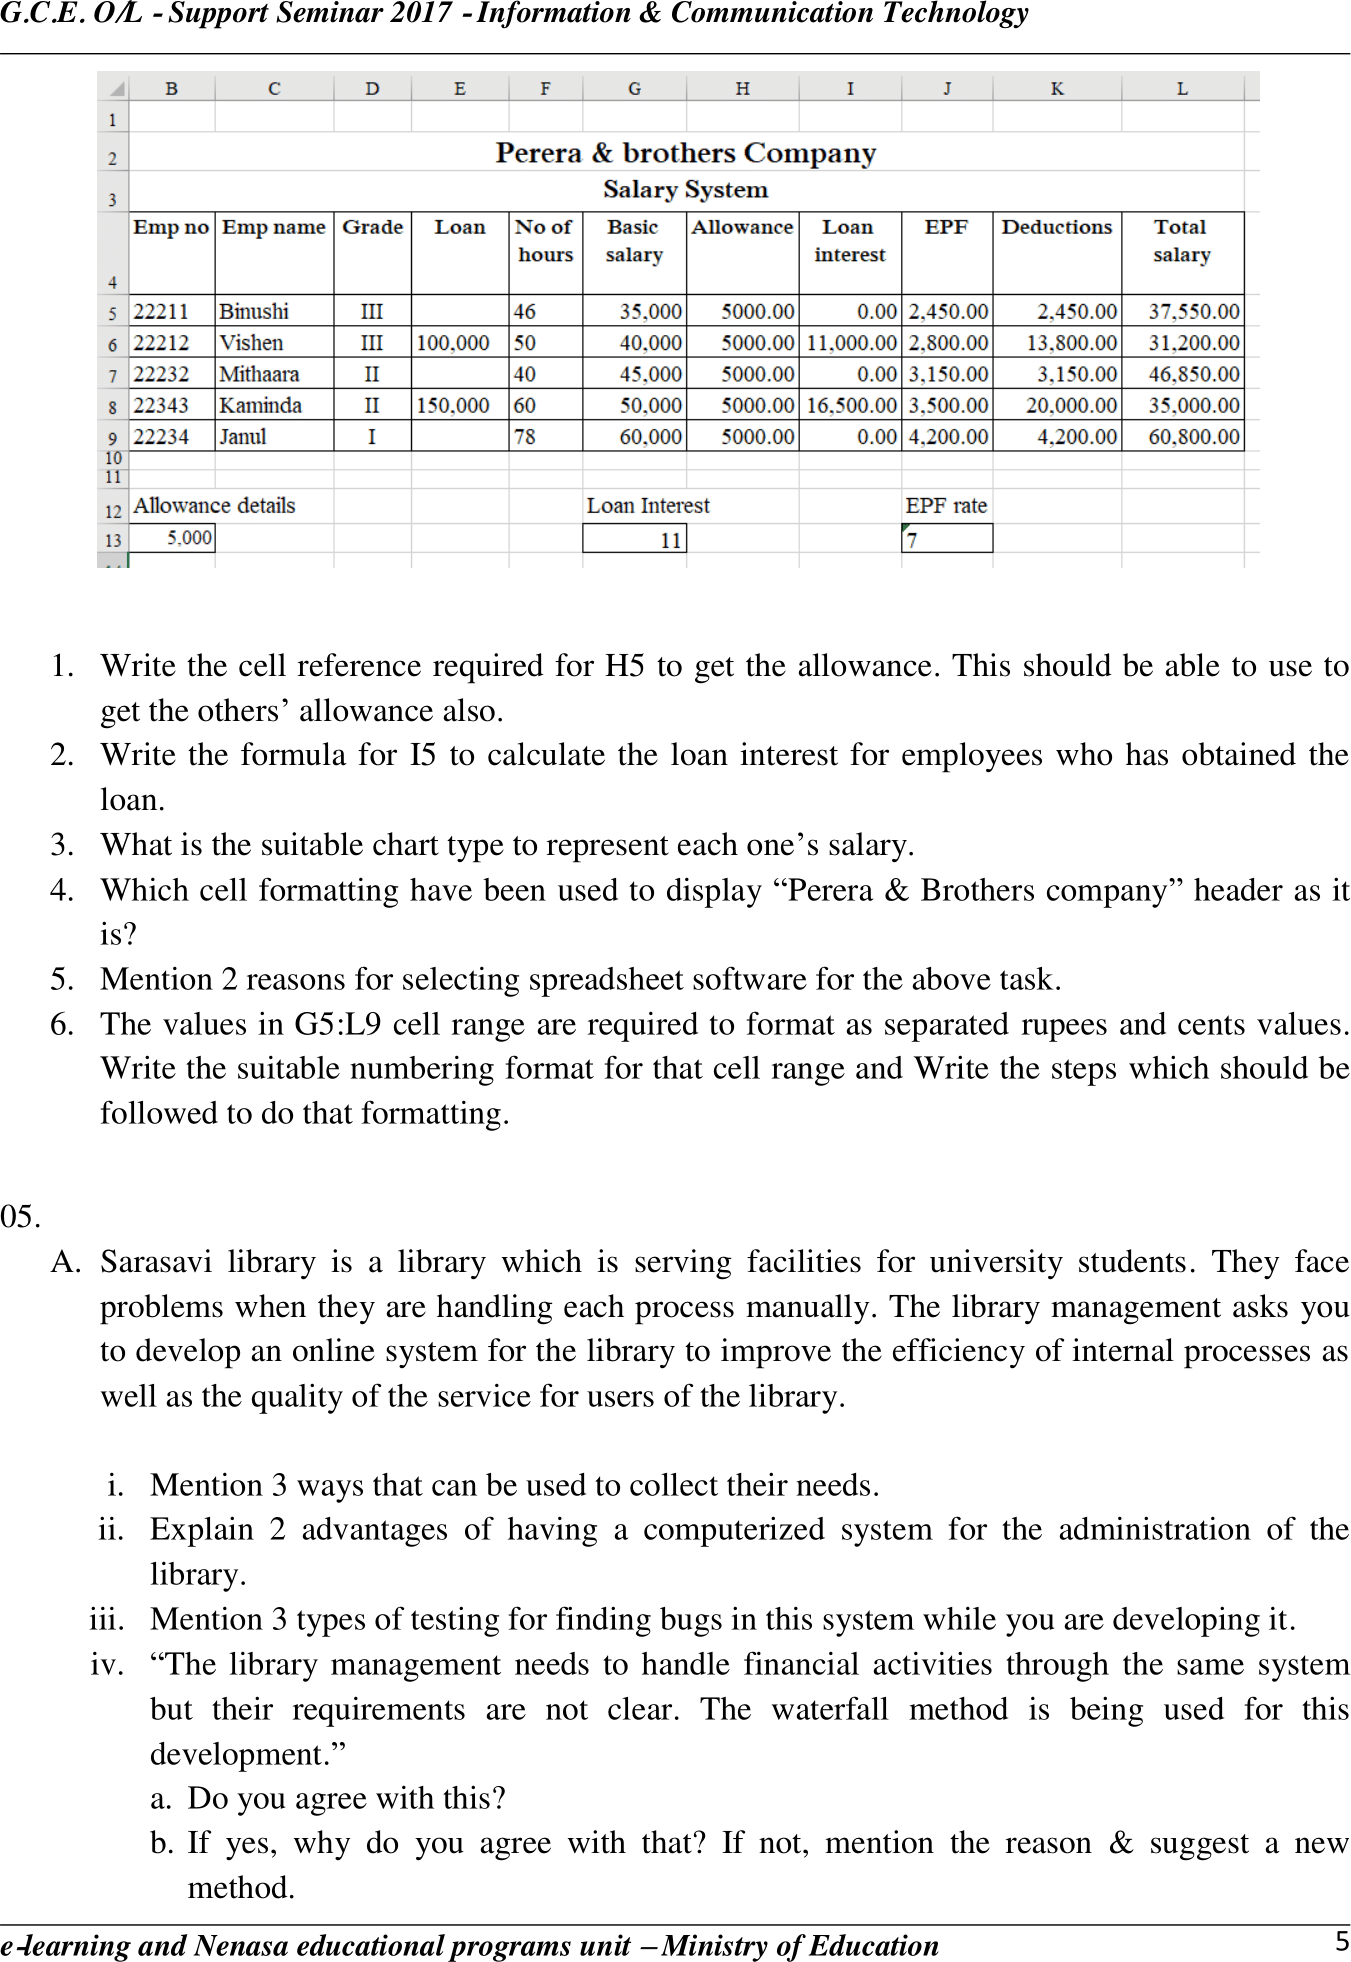 G.C.E. O/L - Support Seminar 2017 - Information & Communication Technology
B C D E F G H I J K L
1
2 Perera & brothers Company
3 Salary System
4 Emp no Emp name Grade Loan No of hours Basic salary Allowance Loan interest EPF Deductions Total salary
5 22211 Binushi III 46 35,000 5000.00 0.00 2,450.00 2,450.00 37,550.00
6 22212 Vishen III 100,000 50 40,000 5000.00 11,000.00 2,800.00 13,800.00 31,200.00
7 22232 Mithaara II 40 45,000 5000.00 0.00 3,150.00 3,150.00 46,850.00
8 22343 Kaminda II 150,000 60 50,000 5000.00 16,500.00 3,500.00 20,000.00 35,000.00
9 22234 Janul I 78 60,000 5000.00 0.00 4,200.00 4,200.00 60,800.00
10
11
12 Allowance details Loan Interest EPF rate
13 5,000 11 7
1. Write the cell reference required for H5 to get the allowance. This should be able to use to
get the others’ allowance also.
2. Write the formula for I5 to calculate the loan interest for employees who has obtained the
loan.
3. What is the suitable chart type to represent each one’s salary.
4. Which cell formatting have been used to display “Perera & Brothers company” header as it
is?
5. Mention 2 reasons for selecting spreadsheet software for the above task.
6. The values in G5:L9 cell range are required to format as separated rupees and cents values.
Write the suitable numbering format for that cell range and Write the steps which should be
followed to do that formatting.
05.
A. Sarasavi library is a library which is serving facilities for university students. They face
problems when they are handling each process manually. The library management asks you
to develop an online system for the library to improve the efficiency of internal processes as
well as the quality of the service for users of the library.
i. Mention 3 ways that can be used to collect their needs.
ii. Explain 2 advantages of having a computerized system for the administration of the
library.
iii. Mention 3 types of testing for finding bugs in this system while you are developing it.
iv. “The library management needs to handle financial activities through the same system
but their requirements are not clear. The waterfall method is being used for this
development.”
a. Do you agree with this?
b. If yes, why do you agree with that? If not, mention the reason & suggest a new
method.
e-learning and Nenasa educational programs unit – Ministry of Education 5